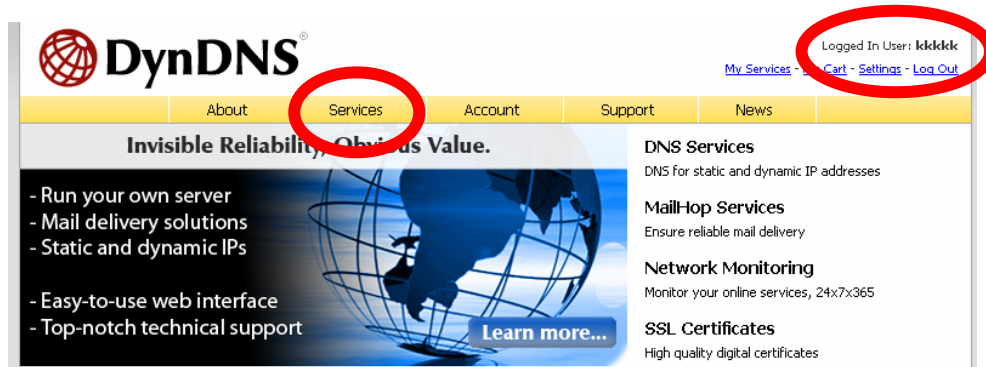 DynDNS®
Logged In User: kkkkk
My Services - Cart - Settings - Log Out
About Services Account Support News
Invisible Reliability, Obvious Value.
- Run your own server
- Mail delivery solutions
- Static and dynamic IPs
- Easy-to-use web interface
- Top-notch technical support
Learn more...
DNS Services
DNS for static and dynamic IP addresses
MailHop Services
Ensure reliable mail delivery
Network Monitoring
Monitor your online services, 24x7x365
SSL Certificates
High quality digital certificates